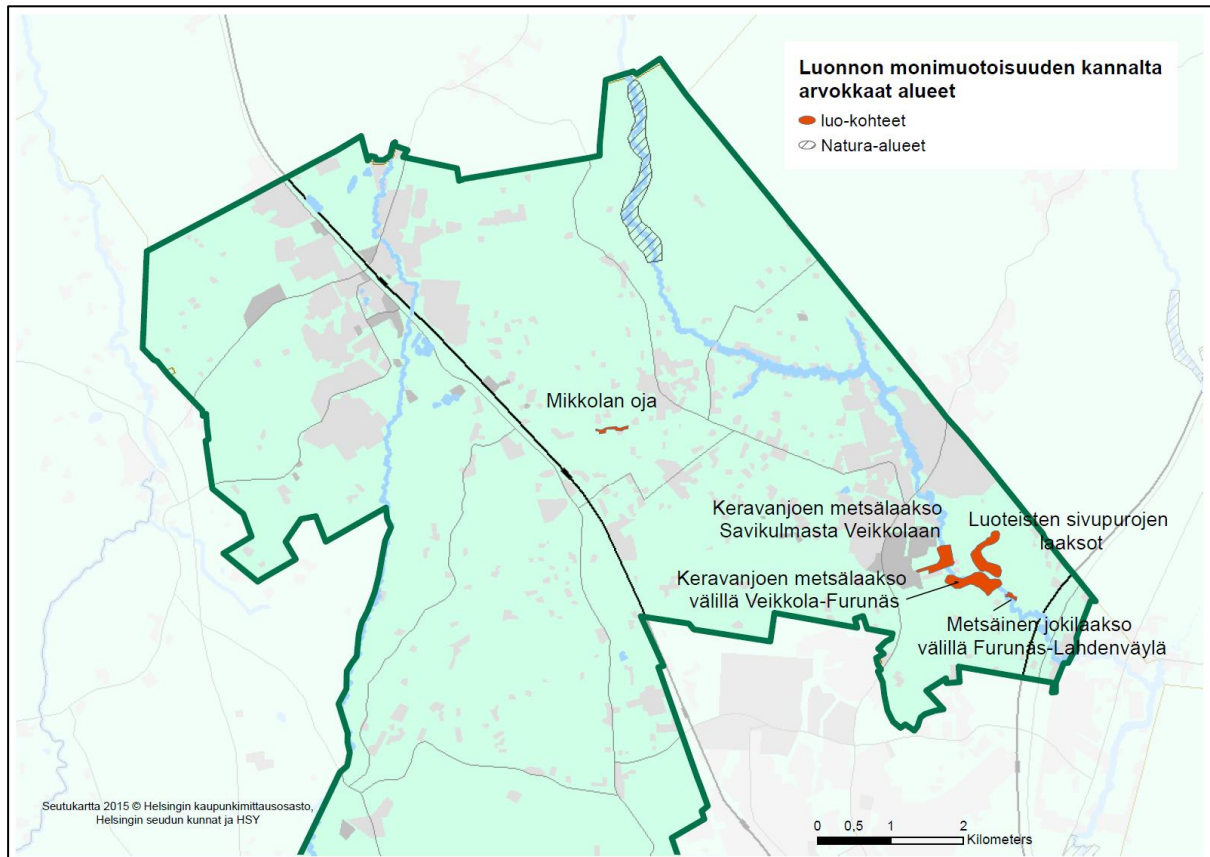 Luonnon monimuotoisuuden kannalta
arvokkaat alueet
luo-kohteet
Natura-alueet
Mikkolan oja
Keravanjoen metsälaakso
Savikulmasta Veikkolaan
Luoteisten sivupurojen
laaksot
Keravanjoen metsälaakso
välillä Veikkola-Furunäs
Metsäinen jokilaakso
välillä Furunäs-Lahdenväylä
Seutukartta 2015 © Helsingin kaupunkimittausosasto,
Helsingin seudun kunnat ja HSY
0 0,5 1 2
Kilometers